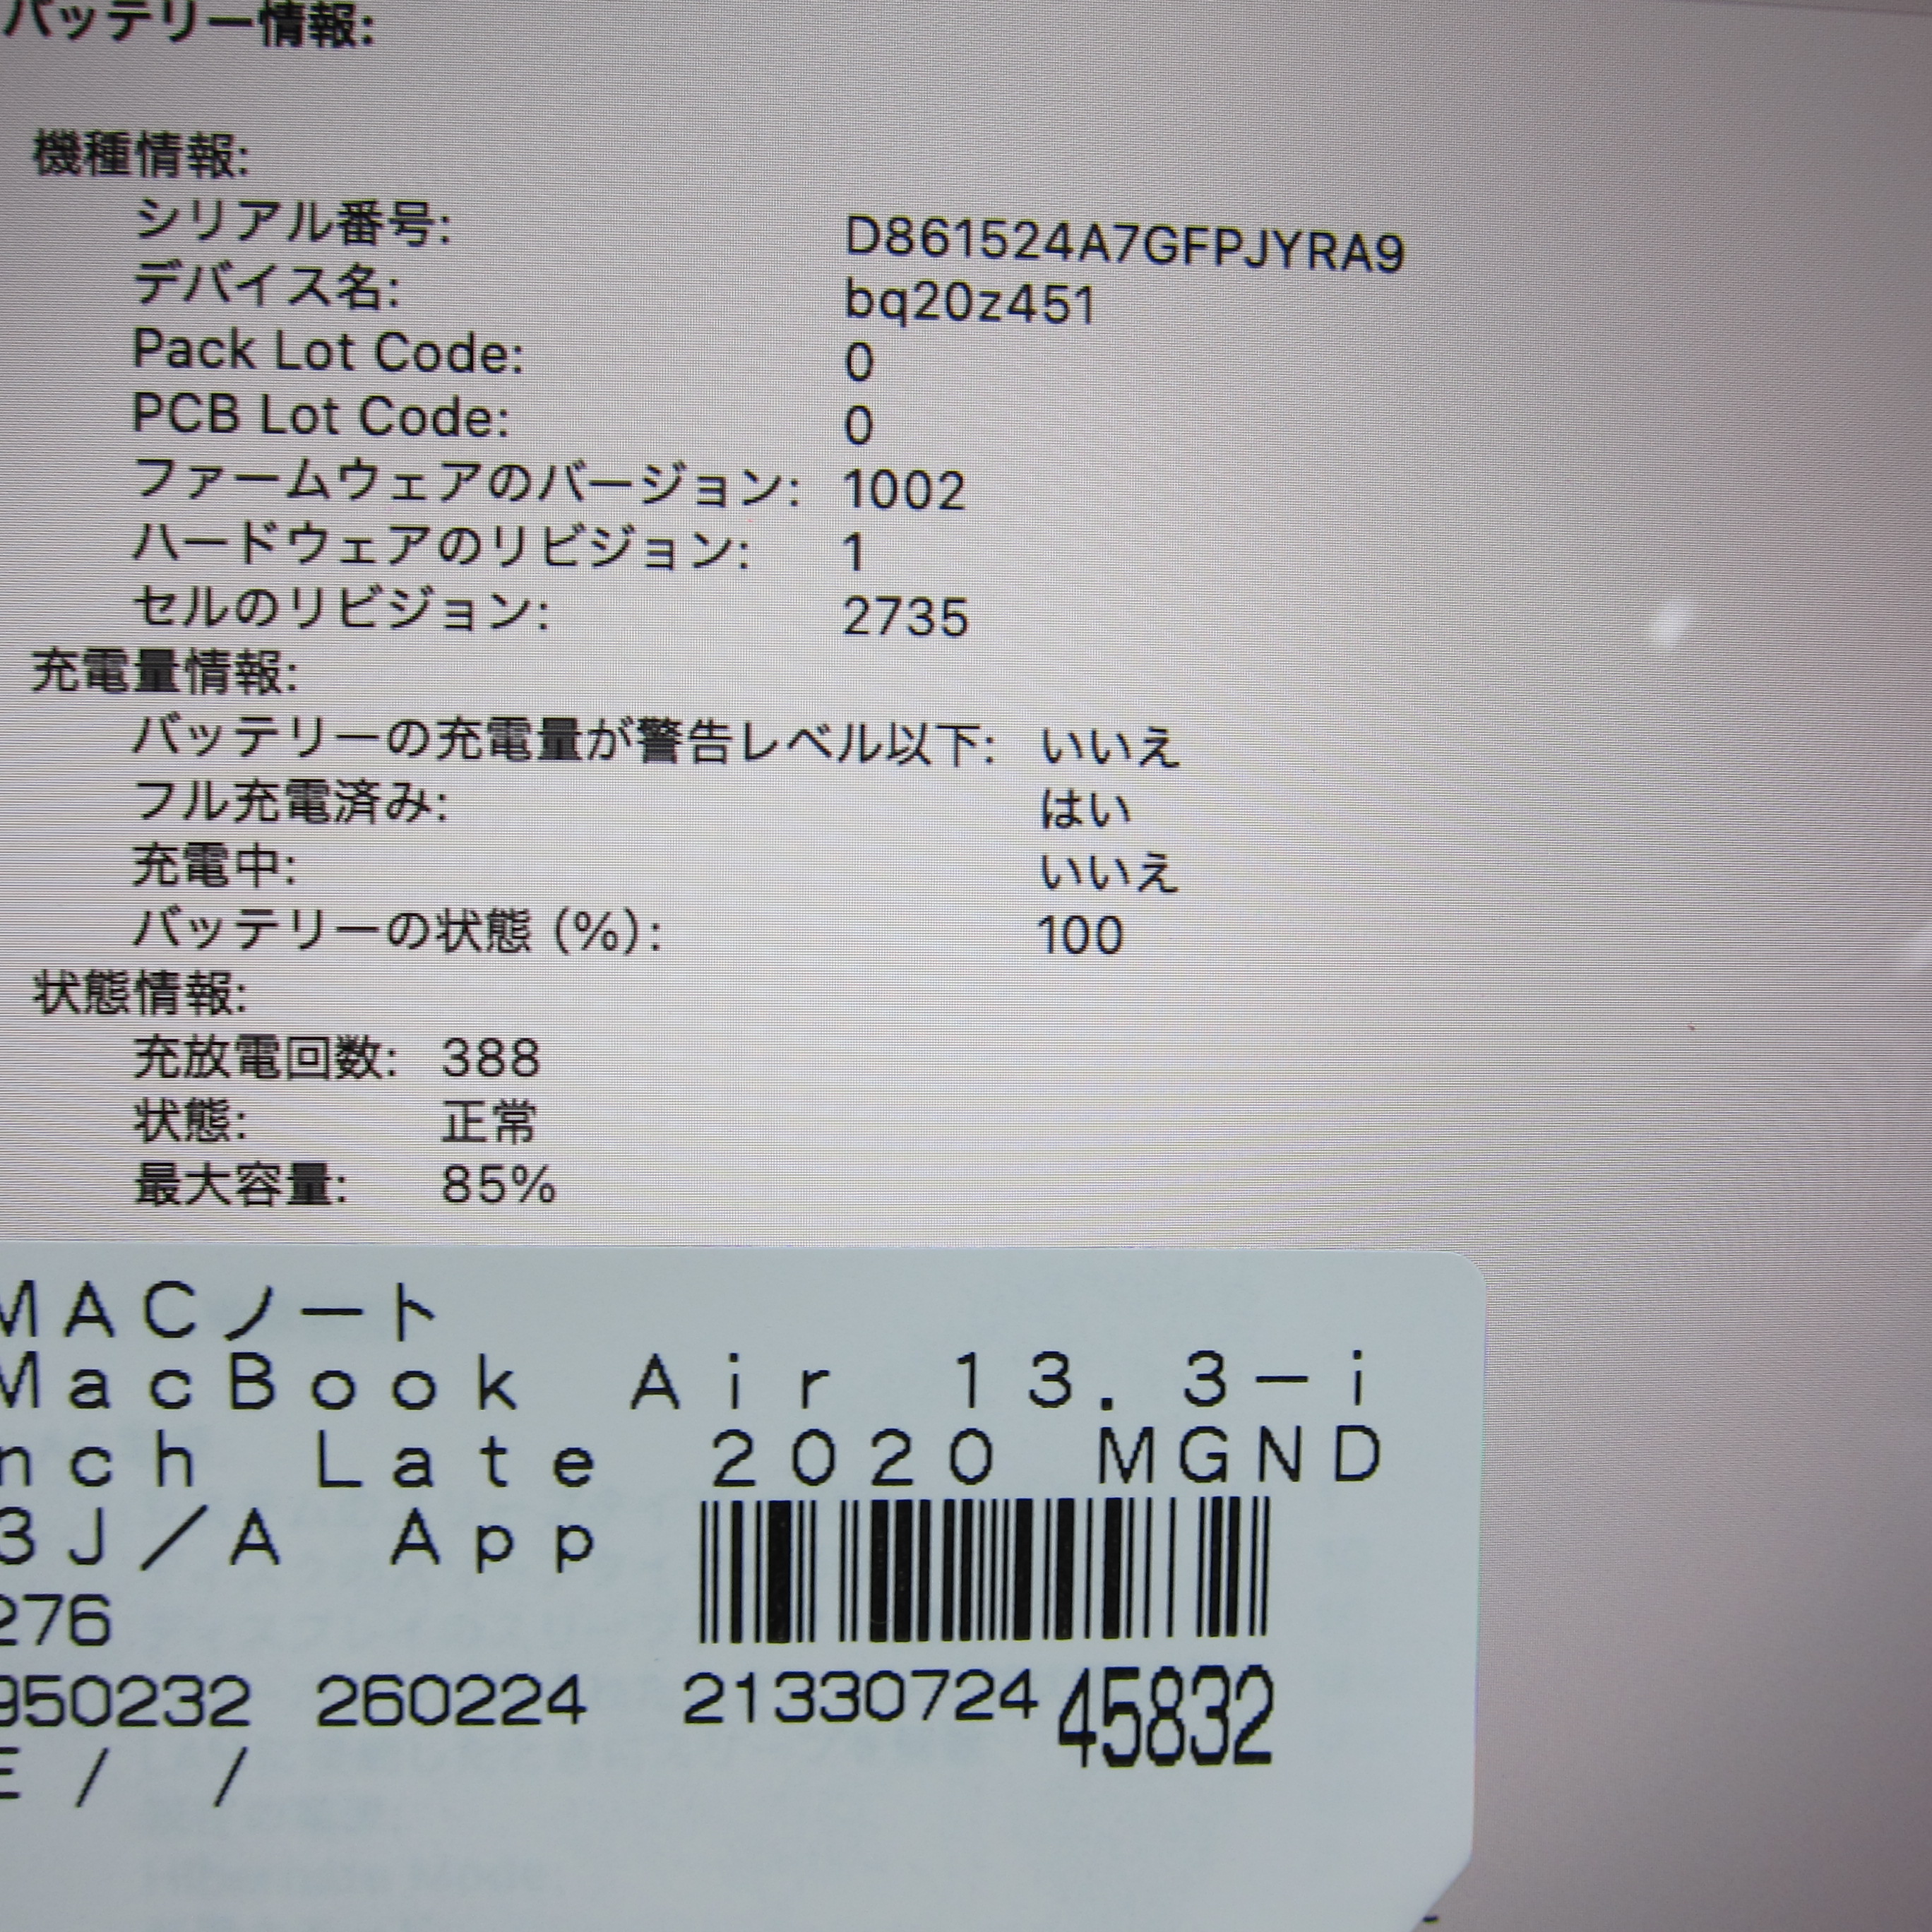 バッテリー情報:
機種情報:
シリアル番号: D861524A7GFPJYRA9
デバイス名: bq20z451
Pack Lot Code: 0
PCB Lot Code: 0
ファームウェアのバージョン: 1002
ハードウェアのリビジョン: 1
セルのリビジョン: 2735
充電量情報:
バッテリーの充電量が警告レベル以下: いいえ
フル充電済み: はい
充電中: いいえ
バッテリーの状態 (%): 100
状態情報:
充放電回数: 388
状態: 正常
最大容量: 85%
MACノート
MacBook Air 13.3-i
nch Late 2020 MGND
3J/A App
276
950232 260224 2133072445832
E / /